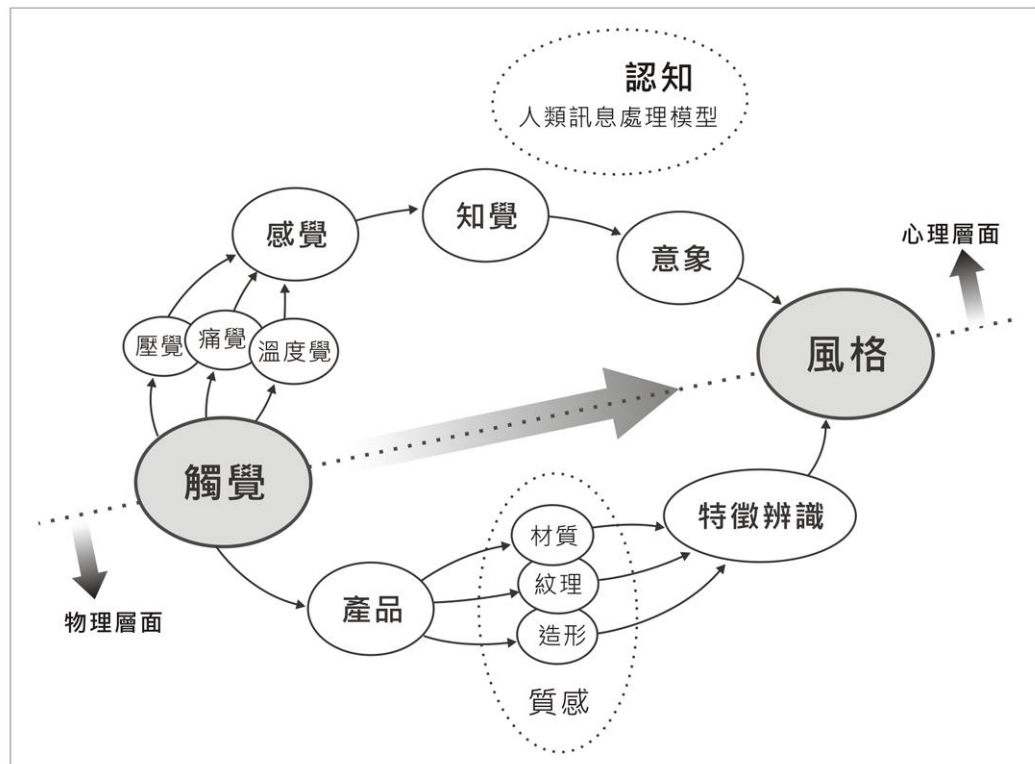 認知
人類訊息處理模型
感覺
知覺
意象
心理層面
壓覺
痛覺
溫度覺
風格
觸覺
物理層面
產品
材質
紋理
造形
質感
特徵辨識